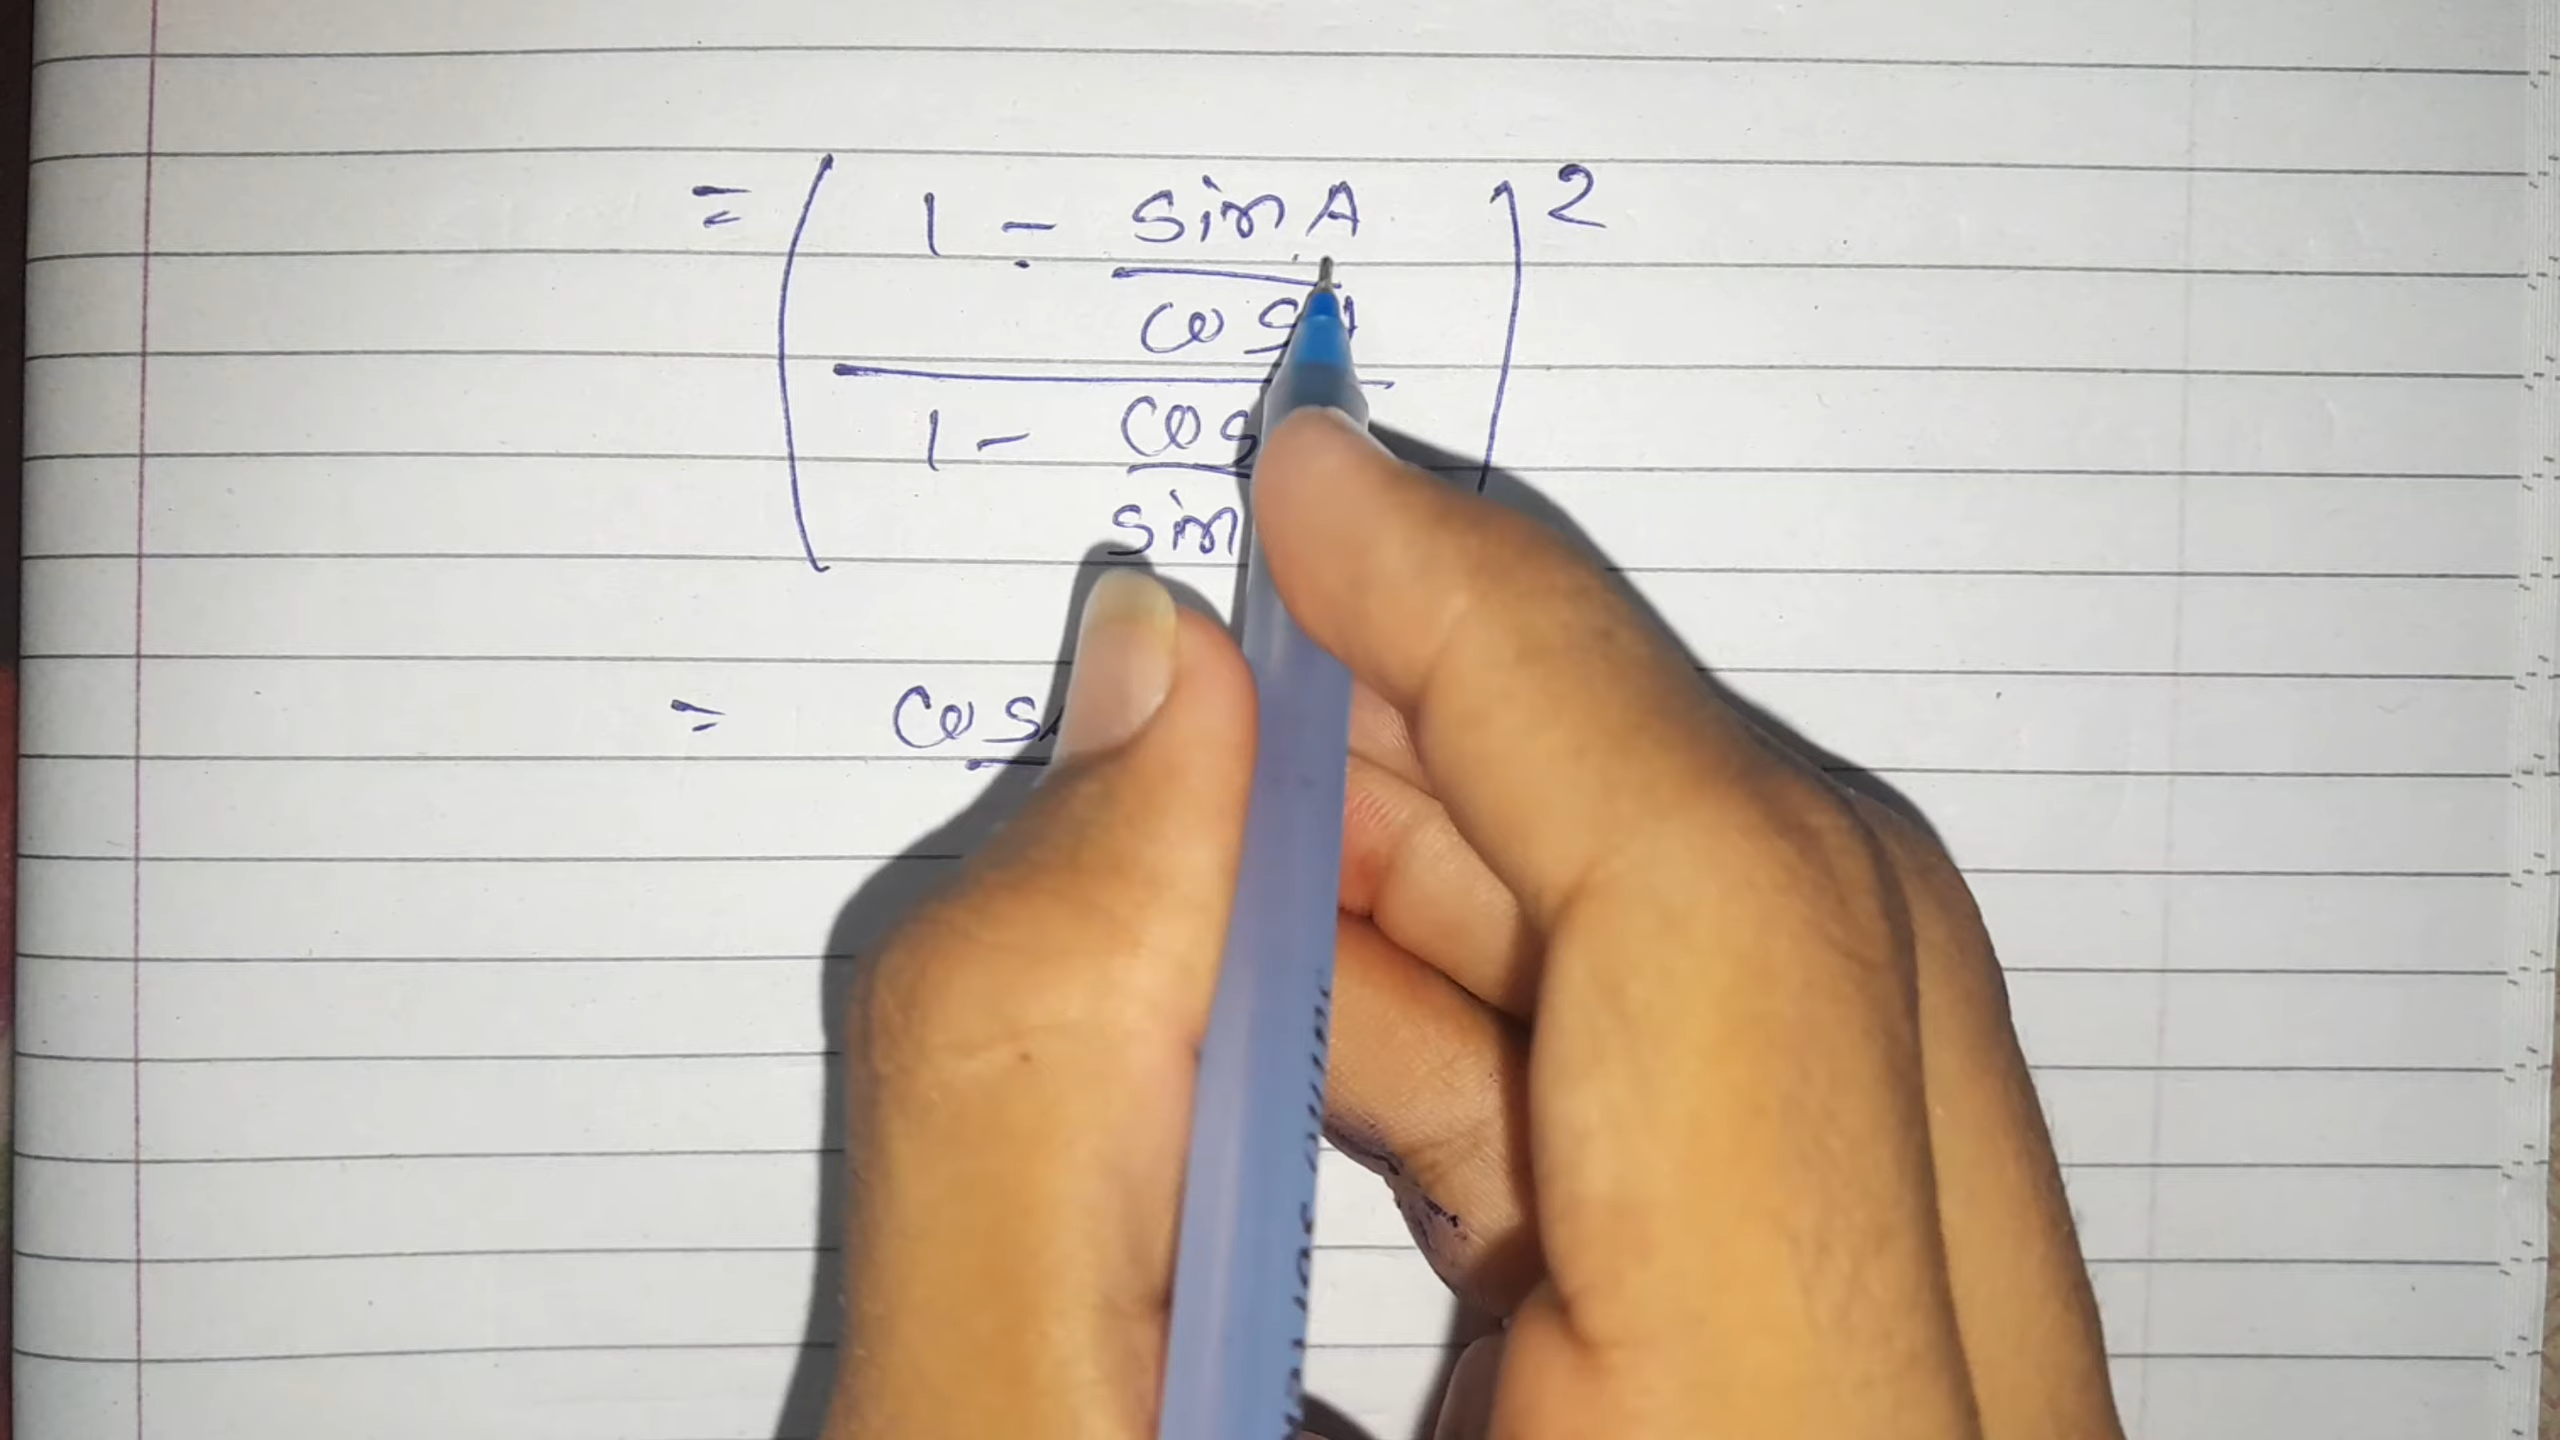 = ( 1 - sin A ) 2
cos
1 - cos
sin
= cos